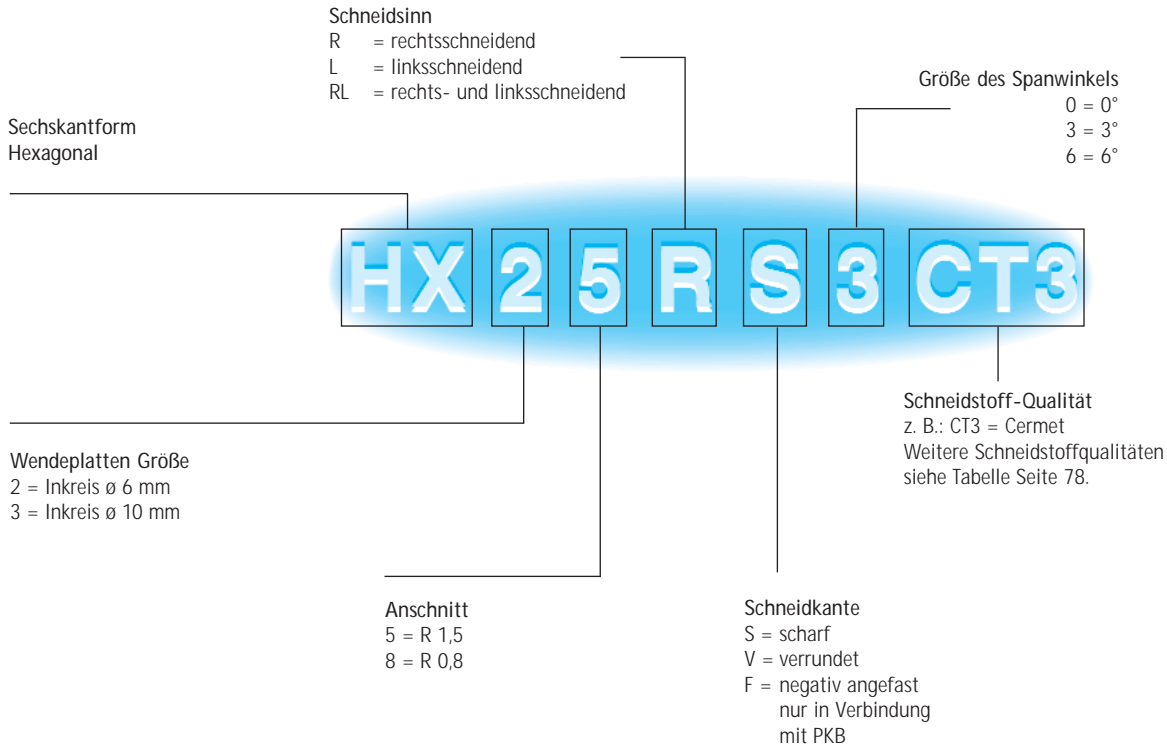 Schneidsinn
R = rechtsschneidend
L = linksschneidend
RL = rechts- und linksschneidend
Größe des Spanwinkels
0 = 0°
3 = 3°
6 = 6°
Sechskantform
Hexagonal
HX 2 5 R S 3 CT3
Wendeplatten Größe
2 = Inkreis ø 6 mm
3 = Inkreis ø 10 mm
Anschnitt
5 = R 1,5
8 = R 0,8
Schneidkante
S = scharf
V = verrundet
F = negativ angefast
nur in Verbindung
mit PKB
Schneidstoff-Qualität
z. B.: CT3 = Cermet
Weitere Schneidstoffqualitäten
siehe Tabelle Seite 78.